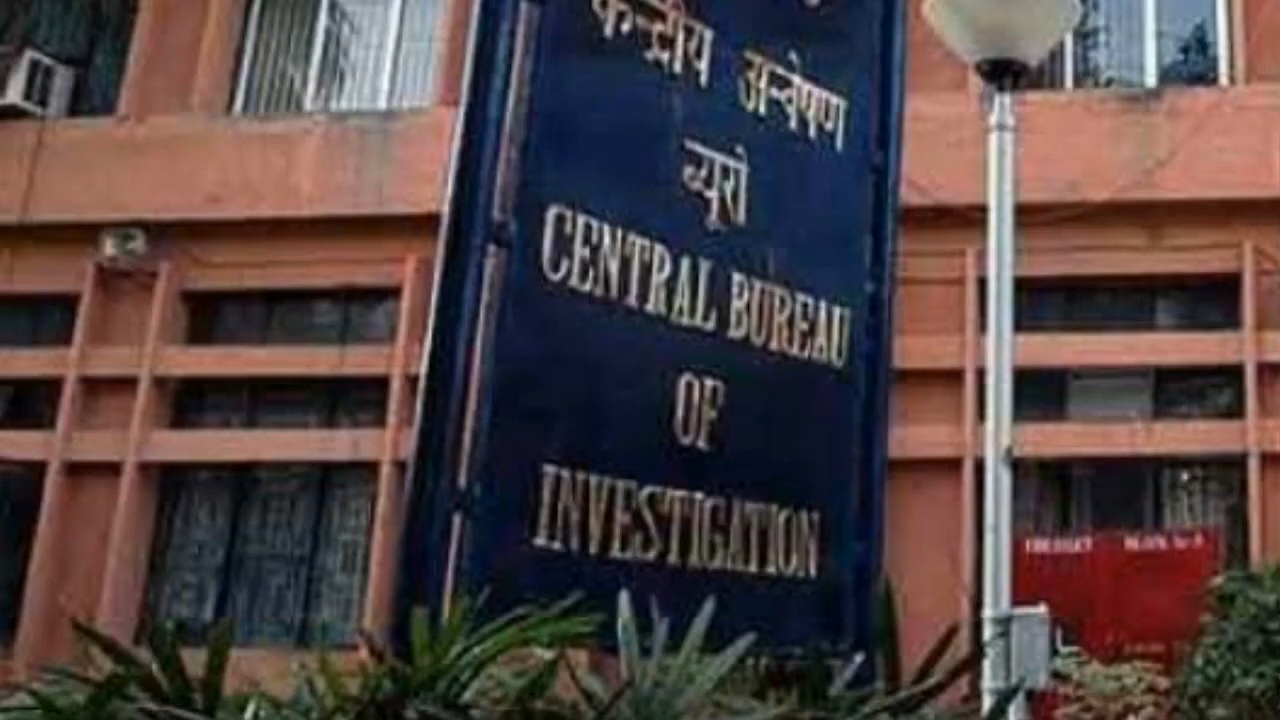 केन्द्रीय अन्वेषण
ब्यूरो
CENTRAL BUREAU
OF
INVESTIGATION